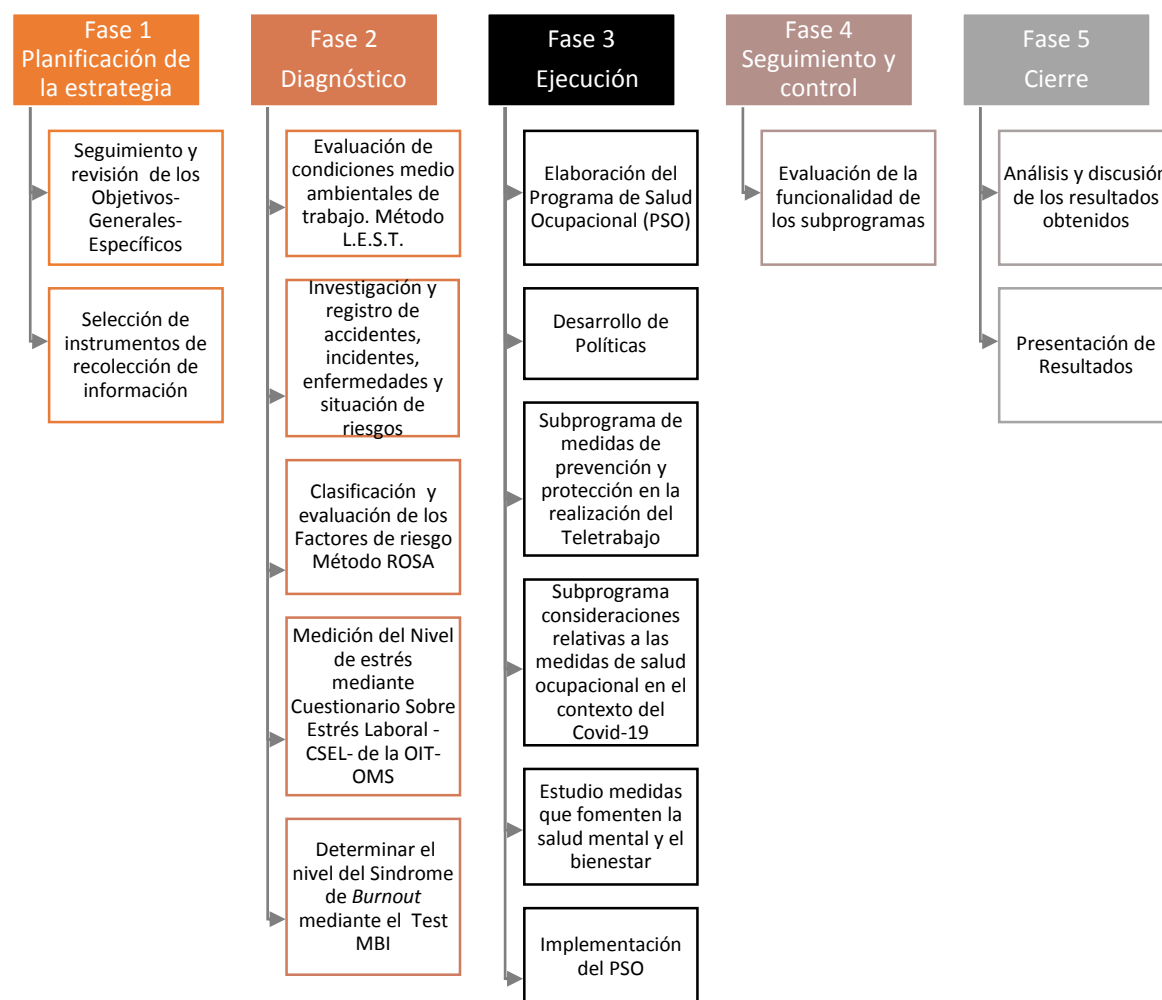 Fase 1
Planificación de
la estrategia
Seguimiento y
revisión de los
Objetivos-
Generales-
Específicos
Selección de
instrumentos de
recolección de
información
Fase 2
Diagnóstico
Evaluación de
condiciones medio
ambientales de
trabajo. Método
L.E.S.T.
Investigación y
registro de
accidentes,
incidentes,
enfermedades y
situación de
riesgos
Clasificación y
evaluación de los
Factores de riesgo
Método ROSA
Medición del Nivel
de estrés
mediante
Cuestionario Sobre
Estrés Laboral -
CSEL- de la OIT-
OMS
Determinar el
nivel del Sindrome
de Burnout
mediante el Test
MBI
Fase 3
Ejecución
Elaboración del
Programa de Salud
Ocupacional (PSO)
Desarrollo de
Políticas
Subprograma de
medidas de
prevención y
protección en la
realización del
Teletrabajo
Subprograma
consideraciones
relativas a las
medidas de salud
ocupacional en el
contexto del
Covid-19
Estudio medidas
que fomenten la
salud mental y el
bienestar
Implementación
del PSO
Fase 4
Seguimiento y
control
Evaluación de la
funcionalidad de
los subprogramas
Fase 5
Cierre
Análisis y discusión
de los resultados
obtenidos
Presentación de
Resultados